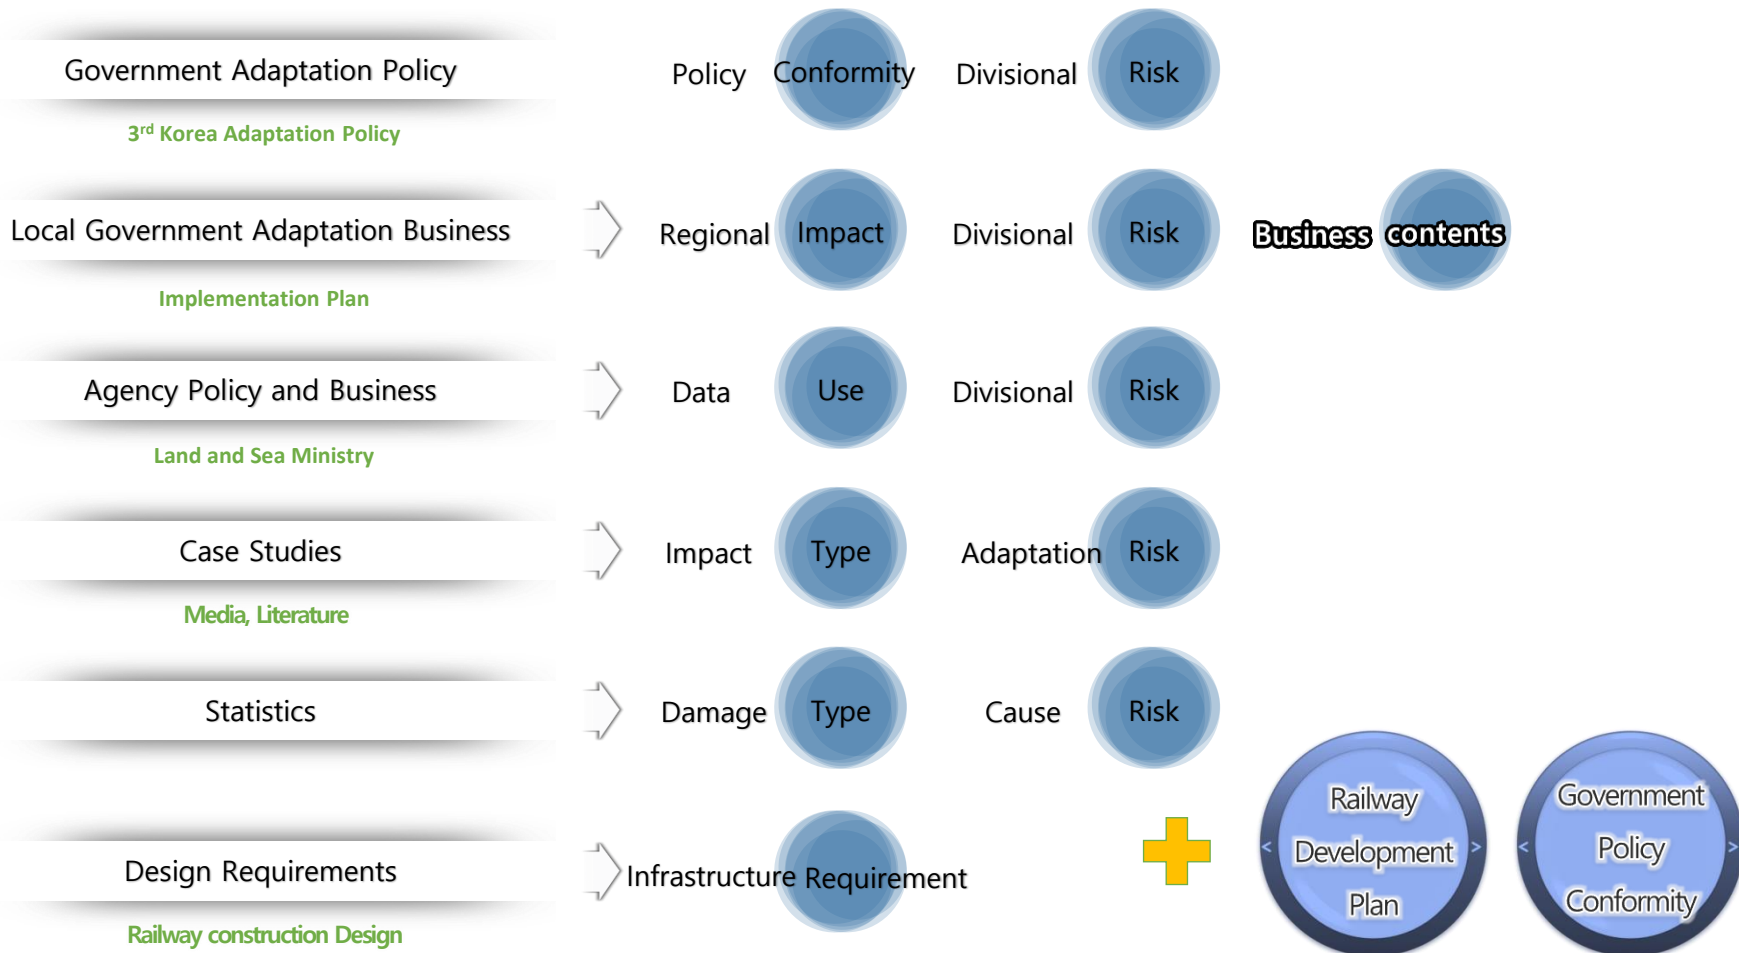 Government Adaptation Policy
Policy Conformity Divisional Risk
3rd Korea Adaptation Policy
Local Government Adaptation Business
Regional Impact Divisional Risk Business contents
Implementation Plan
Agency Policy and Business
Data Use Divisional Risk
Land and Sea Ministry
Case Studies
Impact Type Adaptation Risk
Media, Literature
Statistics
Damage Type Cause Risk
Design Requirements
Infrastructure Requirement
Railway construction Design
Railway
Development
Plan
Government
Policy
Conformity